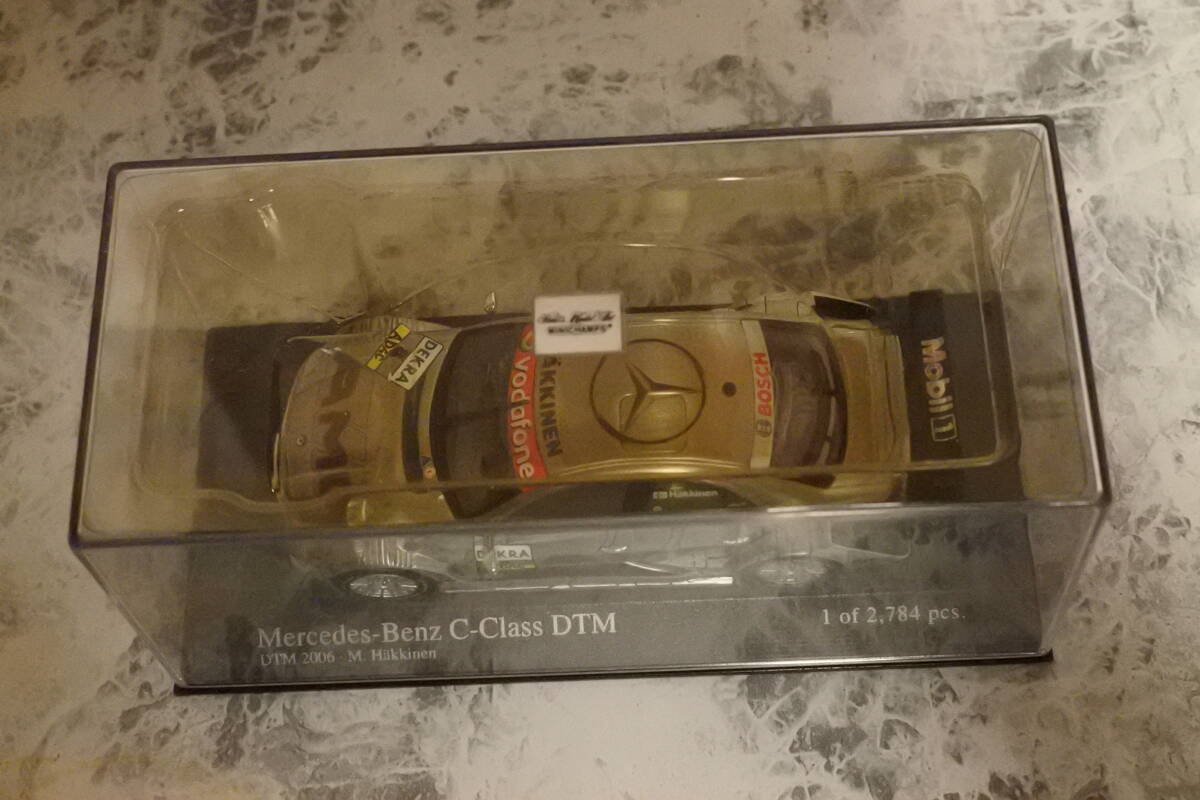 MINICHAMPS
DEKRA
vodafone
ÄKKINEN
BOSCH
Mobil 1
Häkkinen
DEKRA
Mercedes-Benz C-Class DTM
1 of 2,784 pcs.
DTM 2006 · M. Häkkinen